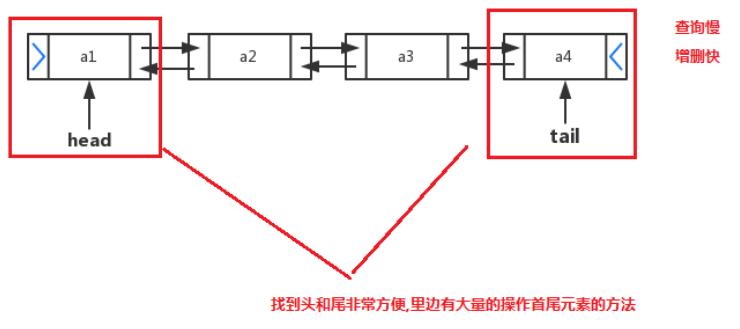 查询慢
增删快
a1
a2
a3
a4
head
tail
找到头和尾非常方便,里边有大量的操作首尾元素的方法